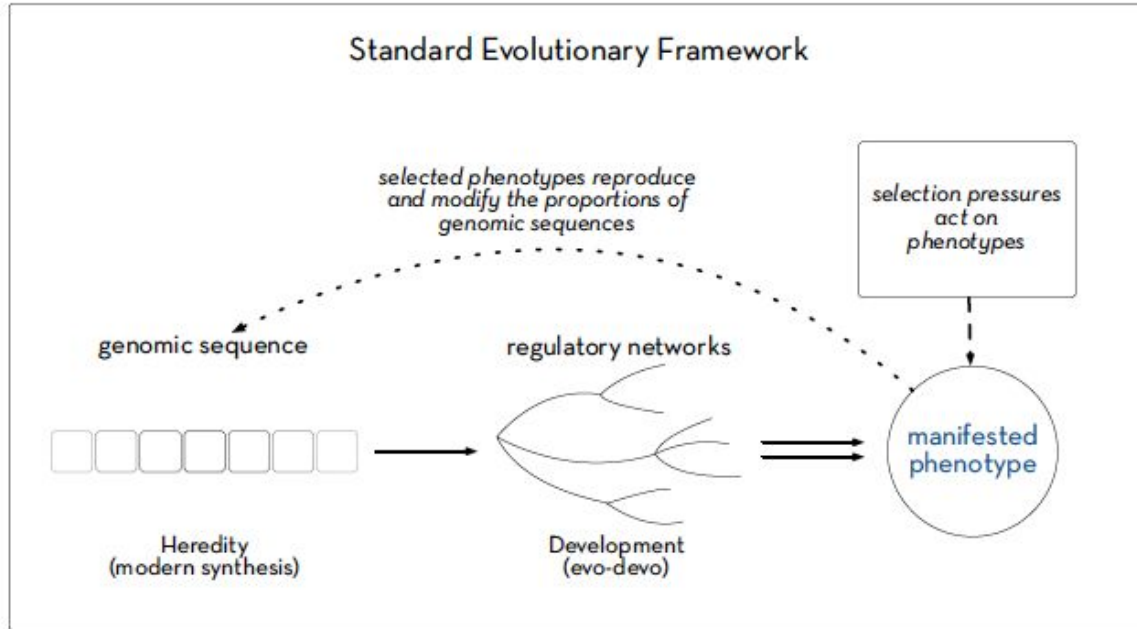 Standard Evolutionary Framework
selected phenotypes reproduce
and modify the proportions of
genomic sequences
selection pressures
act on
phenotypes
genomic sequence
regulatory networks
manifested
phenotype
Heredity
(modern synthesis)
Development
(evo-devo)